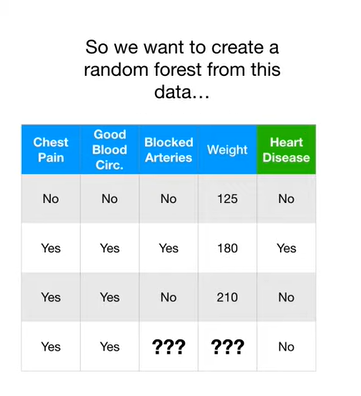 So we want to create a
random forest from this
data...
Chest Pain Good Blood Circ. Blocked Arteries Weight Heart Disease
No No No 125 No
Yes Yes Yes 180 Yes
Yes Yes No 210 No
Yes Yes ??? ??? No